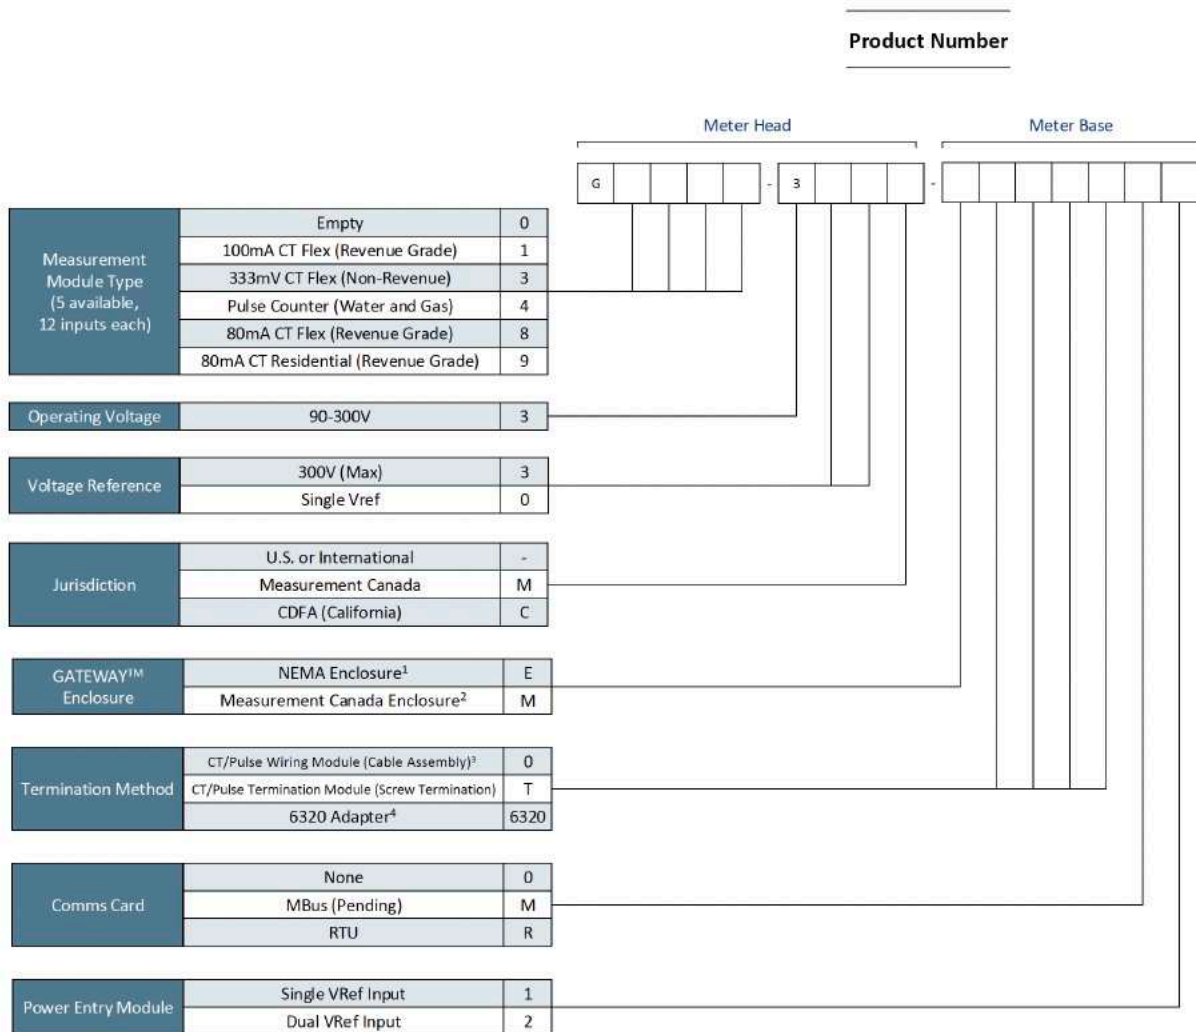 Product Number
Meter Head
Meter Base
G
-
3
-
Measurement
Module Type
(5 available,
12 inputs each)
Empty 0
100mA CT Flex (Revenue Grade) 1
333mV CT Flex (Non-Revenue) 3
Pulse Counter (Water and Gas) 4
80mA CT Flex (Revenue Grade) 8
80mA CT Residential (Revenue Grade) 9
Operating Voltage
90-300V 3
Voltage Reference
300V (Max) 3
Single Vref 0
Jurisdiction
U.S. or International -
Measurement Canada M
CDFA (California) C
GATEWAY™
Enclosure
NEMA Enclosure¹ E
Measurement Canada Enclosure² M
Termination Method
CT/Pulse Wiring Module (Cable Assembly)³ 0
CT/Pulse Termination Module (Screw Termination) T
6320 Adapter⁴ 6320
Comms Card
None 0
MBus (Pending) M
RTU R
Power Entry Module
Single VRef Input 1
Dual VRef Input 2